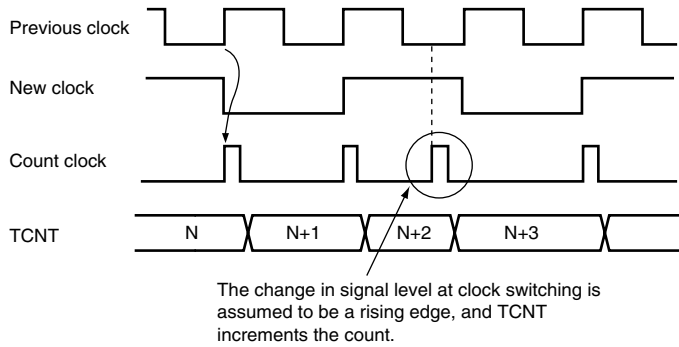 Previous clock
New clock
Count clock
TCNT
N
N+1
N+2
N+3
The change in signal level at clock switching is
assumed to be a rising edge, and TCNT
increments the count.